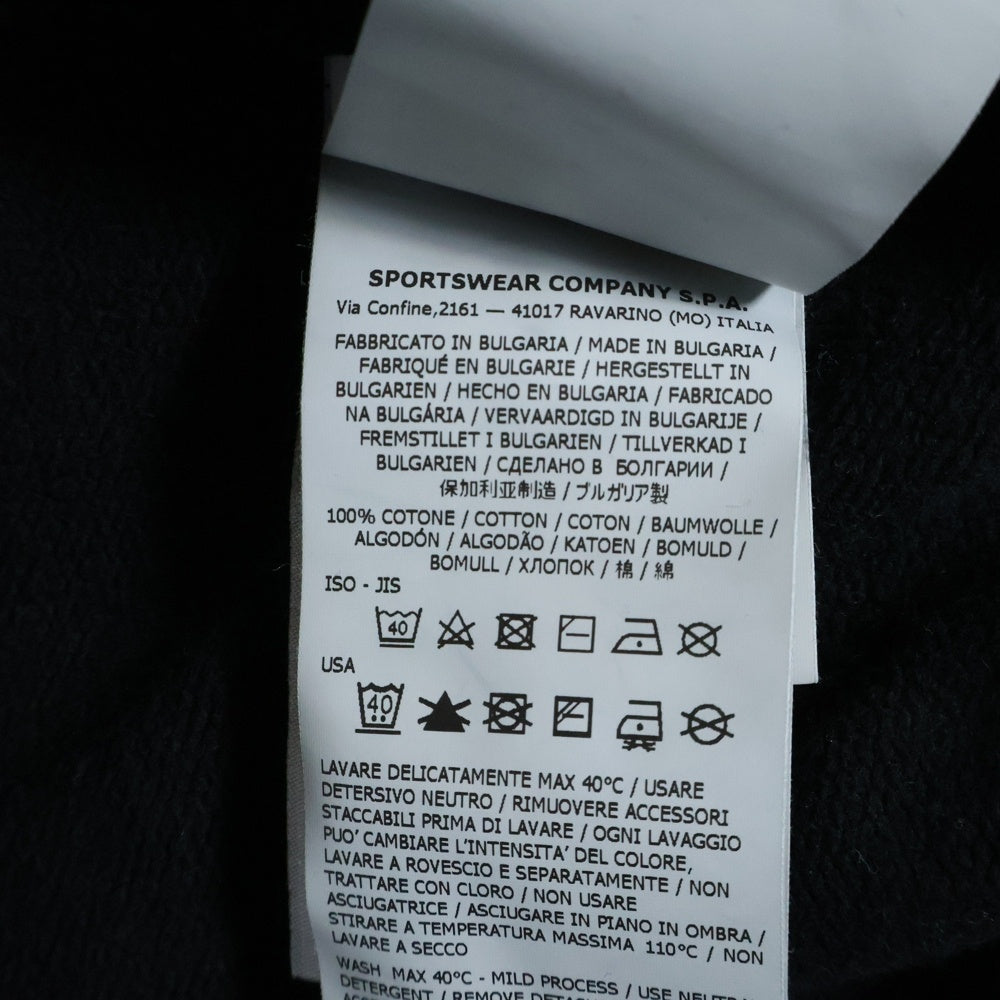 SPORTSWEAR COMPANY S.P.A.
Via Confine,2161 — 41017 RAVARINO (MO) ITALIA
FABBRICATO IN BULGARIA / MADE IN BULGARIA /
FABRIQUÉ EN BULGARIE / HERGESTELLT IN
BULGARIEN / HECHO EN BULGARIA / FABRICADO
NA BULGÁRIA / VERVAARDIGD IN BULGARIJE /
FREMSTILLET I BULGARIEN / TILLVERKAD I
BULGARIEN / СДЕЛАНО В БОЛГАРИИ /
保加利亚制造 / ブルガリア製
100% COTONE / COTTON / COTON / BAUMWOLLE /
ALGODÓN / ALGODÃO / KATOEN / BOMULD /
BOMULL / ХЛОПОК / 棉 / 綿
ISO - JIS
40
USA
40
LAVARE DELICATAMENTE MAX 40°C / USARE
DETERSIVO NEUTRO / RIMUOVERE ACCESSORI
STACCABILI PRIMA DI LAVARE / OGNI LAVAGGIO
PUO’ CAMBIARE L’INTENSITA’ DEL COLORE,
LAVARE A ROVESCIO E SEPARATAMENTE / NON
TRATTARE CON CLORO / NON USARE
ASCIUGATRICE / ASCIUGARE IN PIANO IN OMBRA /
STIRARE A TEMPERATURA MASSIMA 110°C / NON
LAVARE A SECCO
WASH MAX 40°C - MILD PROCESS / USE NEUTRAL
DETERGENT / REMOVE